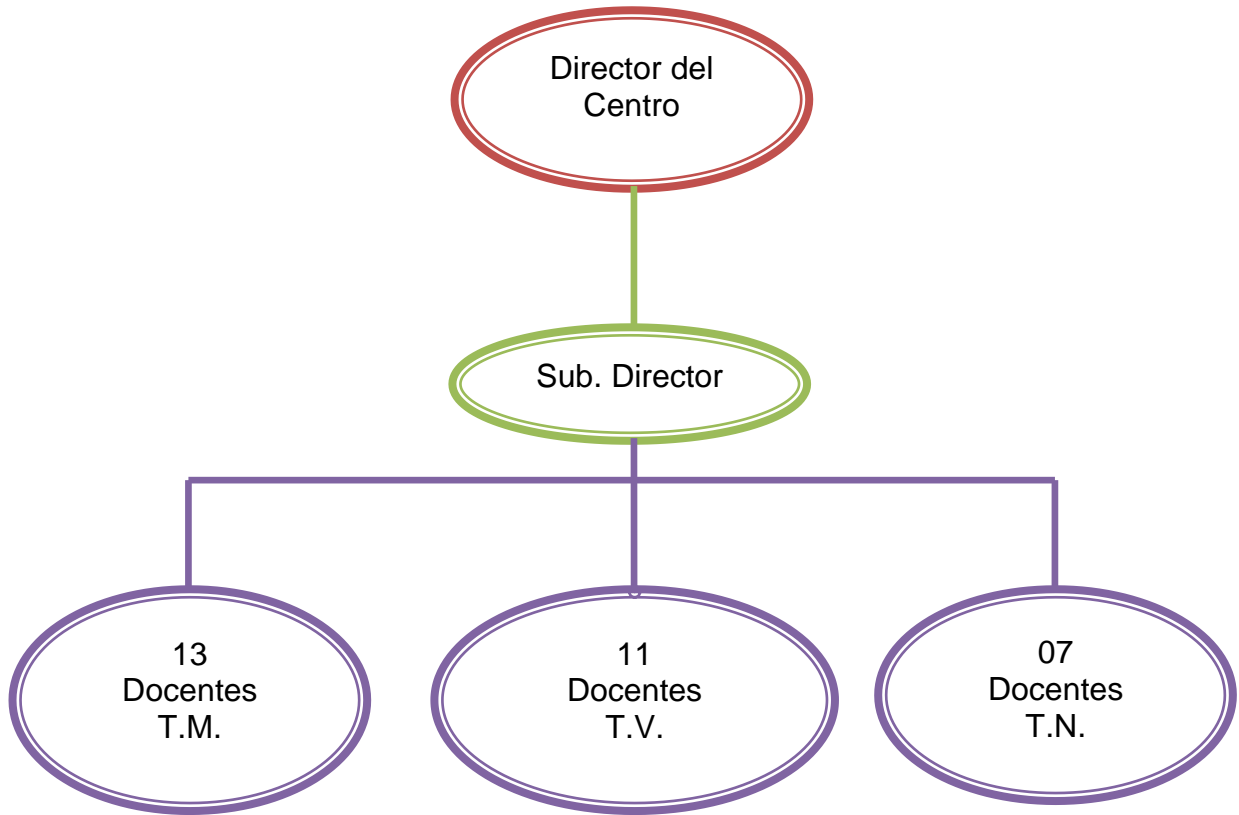 Director del
Centro
Sub. Director
13
Docentes
T.M.
11
Docentes
T.V.
07
Docentes
T.N.